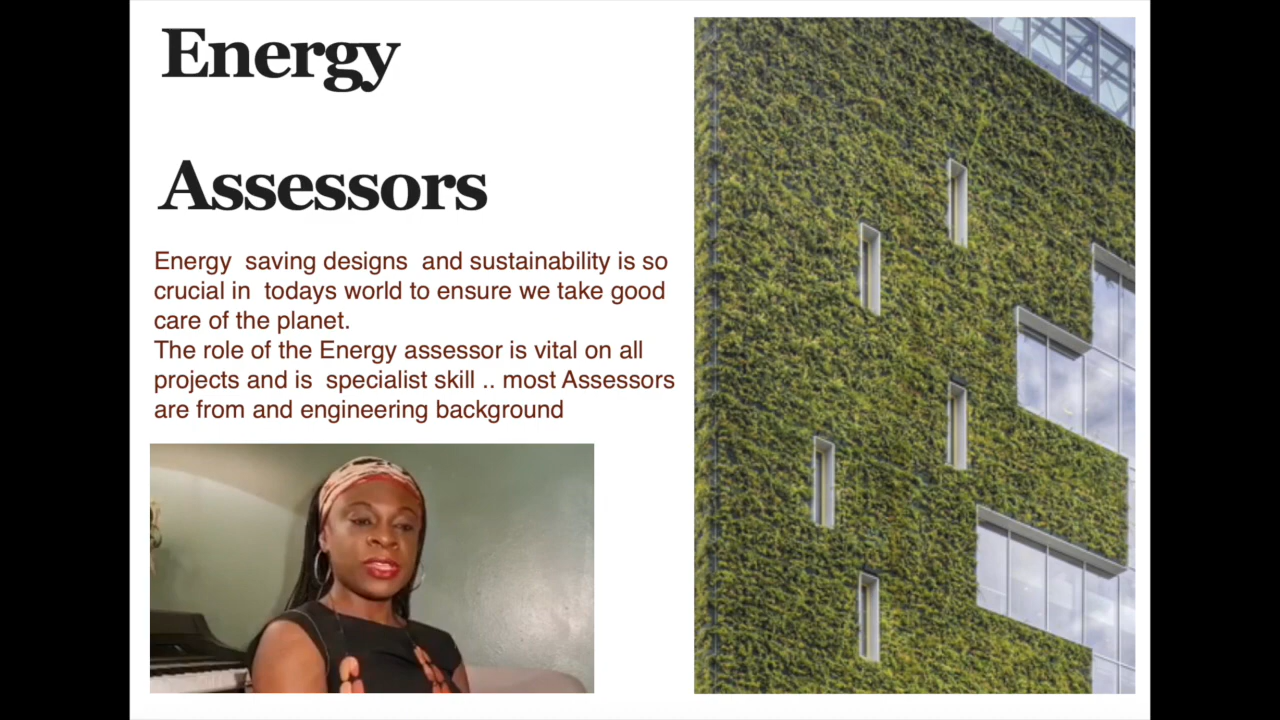 Energy
Assessors
Energy  saving designs  and sustainability is so
crucial in  todays world to ensure we take good
care of the planet.
The role of the Energy assessor is vital on all
projects and is  specialist skill .. most Assessors
are from and engineering background